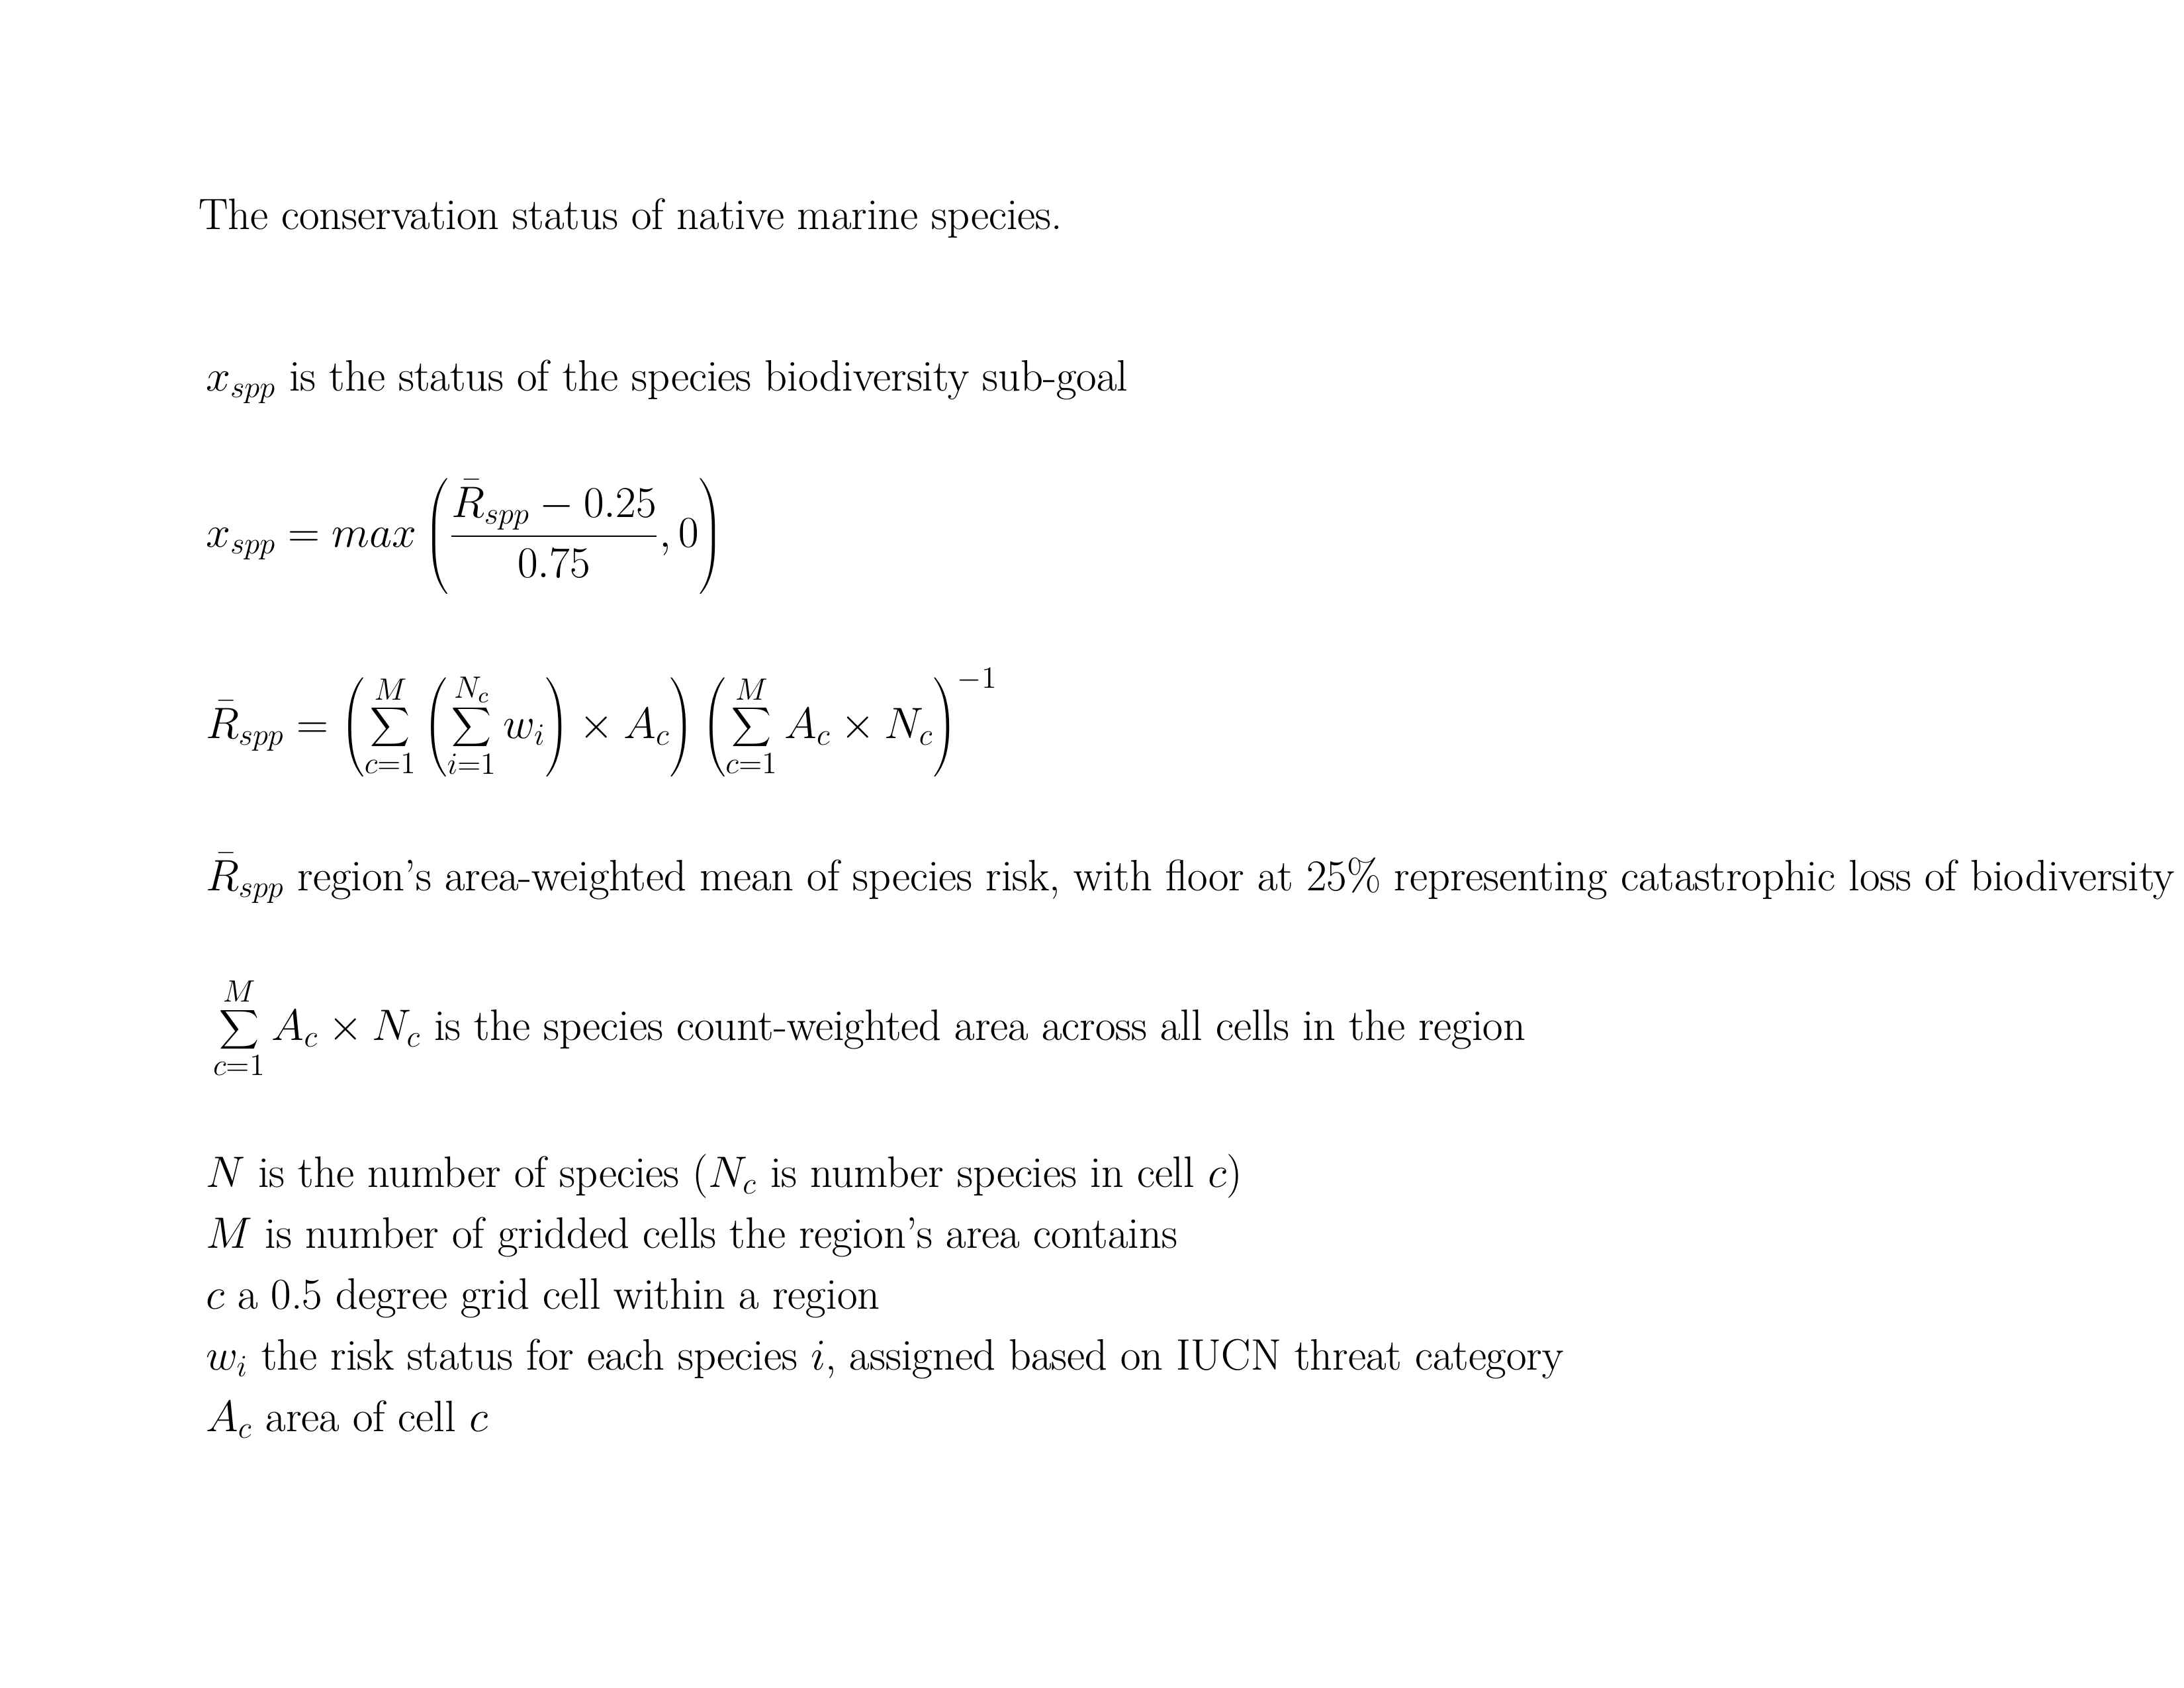 The conservation status of native marine species.
x_{spp} is the status of the species biodiversity sub-goal
x_{spp} = max \left( \frac{\bar{R}_{spp} - 0.25}{0.75}, 0 \right)
\bar{R}_{spp} = \left( \sum_{c=1}^{M} \left( \sum_{i=1}^{N_c} w_i \right) \times A_c \right) \left( \sum_{c=1}^{M} A_c \times N_c \right)^{-1}
\bar{R}_{spp} region's area-weighted mean of species risk, with floor at 25% representing catastrophic loss of biodiversity
\sum_{c=1}^{M} A_c \times N_c is the species count-weighted area across all cells in the region
N is the number of species (N_c is number species in cell c)
M is number of gridded cells the region's area contains
c a 0.5 degree grid cell within a region
w_i the risk status for each species i, assigned based on IUCN threat category
A_c area of cell c